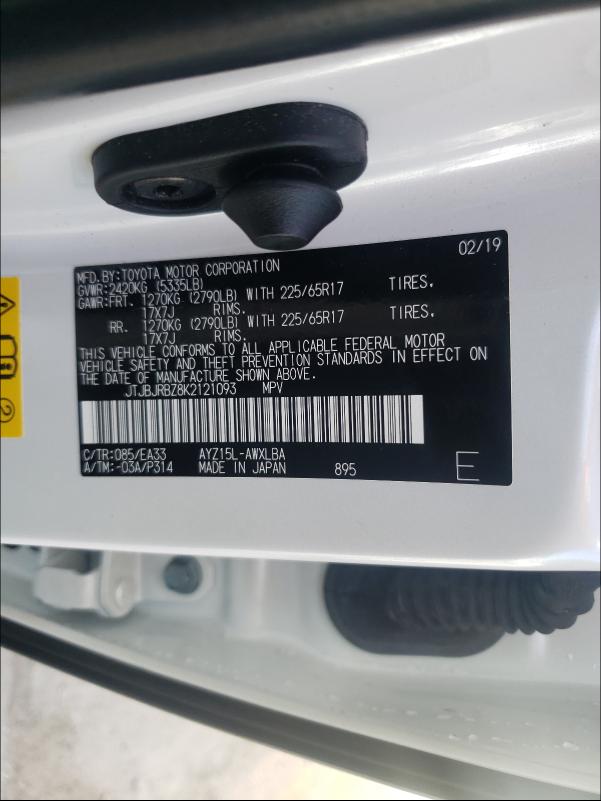 MFD.BY:TOYOTA MOTOR CORPORATION 02/19
GVWR:2420KG (5335LB)
GAWR:FRT. 1270KG (2790LB) WITH 225/65R17 TIRES.
17X7J RIMS.
RR. 1270KG (2790LB) WITH 225/65R17 TIRES.
17X7J RIMS.
THIS VEHICLE CONFORMS TO ALL APPLICABLE FEDERAL MOTOR
VEHICLE SAFETY AND THEFT PREVENTION STANDARDS IN EFFECT ON
THE DATE OF MANUFACTURE SHOWN ABOVE.
JTJBJRBZ8K2121093 MPV
C/TR:085/EA33 AYZ15L-AWXLBA
A/TM:-03A/P314 MADE IN JAPAN 895 E
2